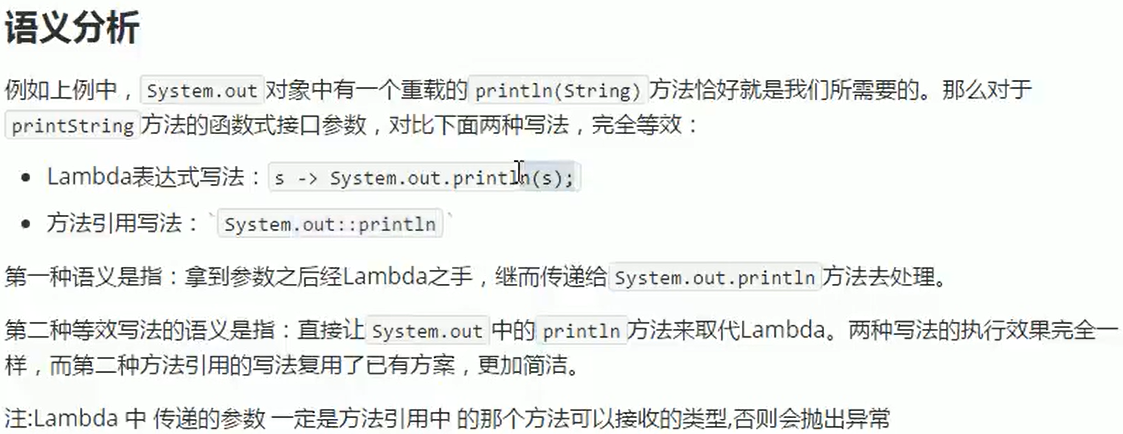 语义分析
例如上例中，System.out对象中有一个重载的println(String)方法恰好就是我们所需要的。那么对于
printString方法的函数式接口参数，对比下面两种写法，完全等效：
• Lambda表达式写法：s -> System.out.println(s);
• 方法引用写法：`System.out::println`
第一种语义是指：拿到参数之后经Lambda之手，继而传递给System.out.println方法去处理。
第二种等效写法的语义是指：直接让System.out中的println方法来取代Lambda。两种写法的执行效果完全一
样，而第二种方法引用的写法复用了已有方案，更加简洁。
注:Lambda 中 传递的参数 一定是方法引用中 的那个方法可以接收的类型,否则会抛出异常